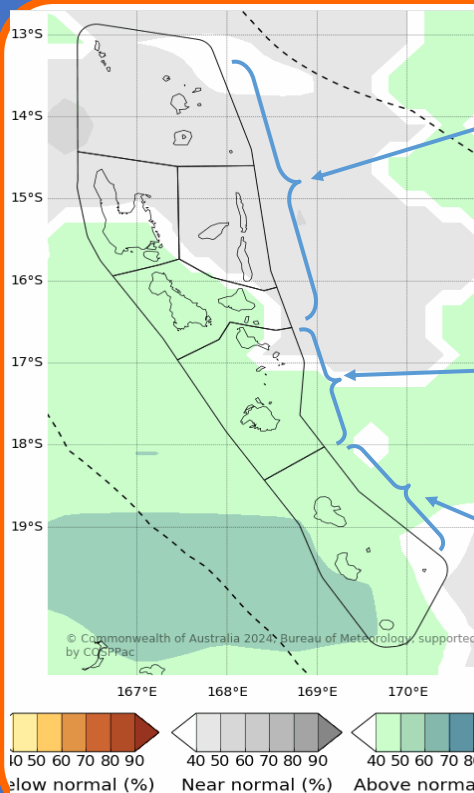 13°S
14°S
15°S
16°S
17°S
18°S
19°S
© Commonwealth of Australia 2024, Bureau of Meteorology, supported
by COSPPac
167°E 168°E 169°E 170°E
40 50 60 70 80 90 40 50 60 70 80 90 40 50 60 70 8
elow normal (%) Near normal (%) Above norma